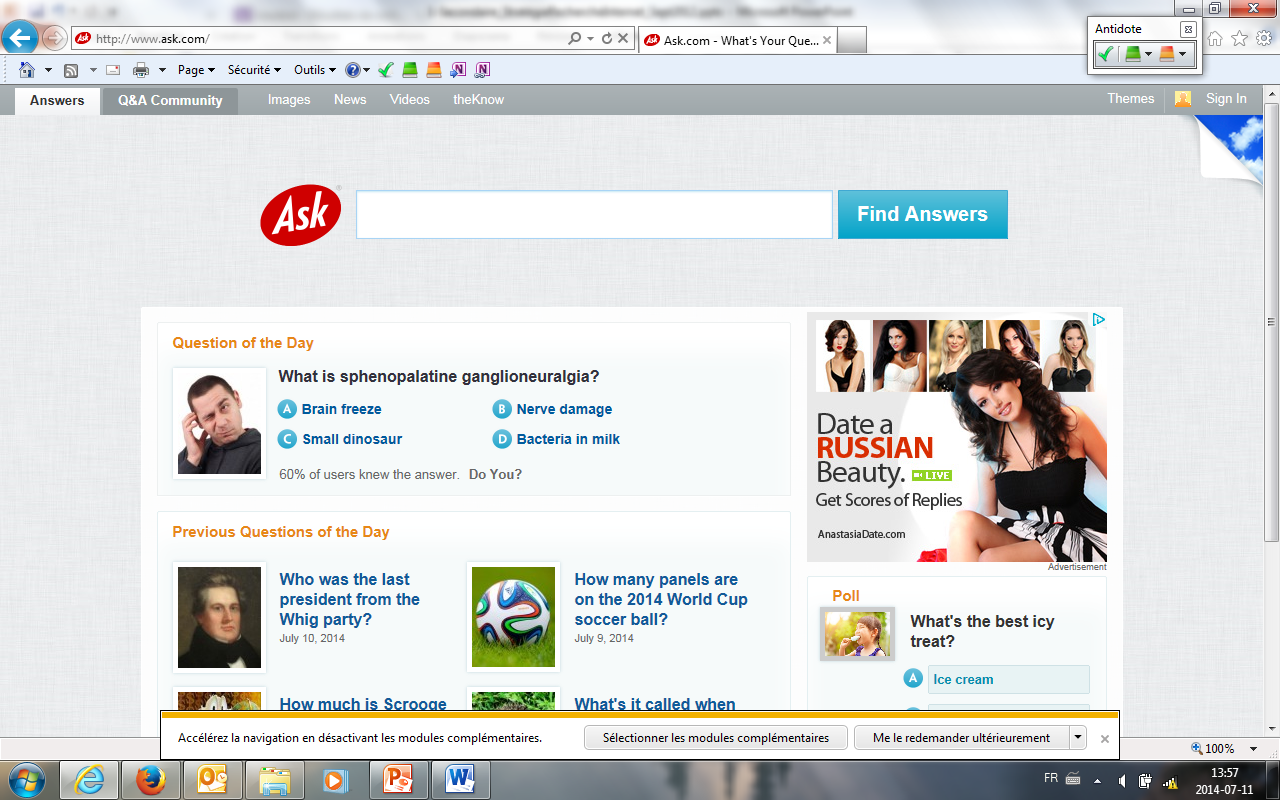 Microsoft PowerPoint
Antidote
http://www.ask.com/
Ask.com - What's Your Que...
Page
Sécurité
Outils
Answers
Q&A Community
Images
News
Videos
theKnow
Themes
Sign In
Ask
Find Answers
Question of the Day
What is sphenopalatine ganglioneuralgia?
A Brain freeze
B Nerve damage
C Small dinosaur
D Bacteria in milk
60% of users knew the answer. Do You?
Previous Questions of the Day
Who was the last
president from the
Whig party?
July 10, 2014
How many panels are
on the 2014 World Cup
soccer ball?
July 9, 2014
How much is Scrooge
What's it called when
Date a
RUSSIAN
Beauty. LIVE
Get Scores of Replies
AnastasiaDate.com
Advertisement
Poll
What's the best icy
treat?
A Ice cream
Accélérez la navigation en désactivant les modules complémentaires.
Sélectionner les modules complémentaires
Me le redemander ultérieurement
100%
FR
13:57
2014-07-11